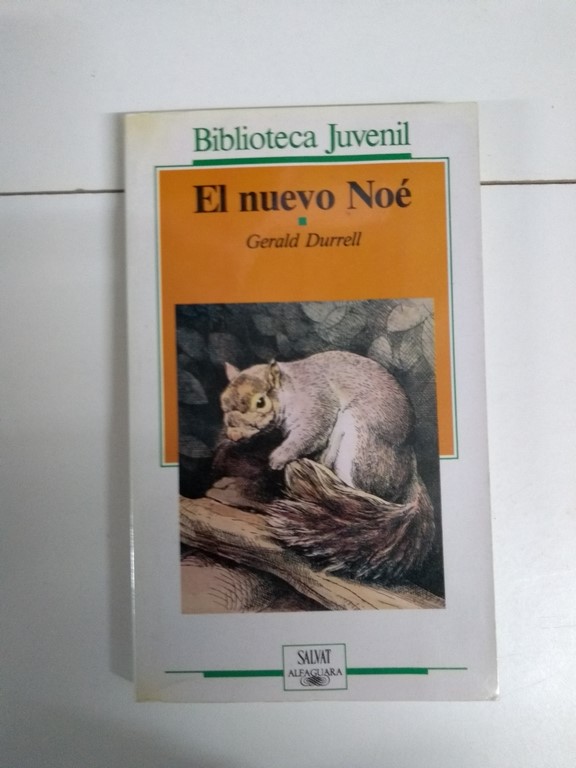 Biblioteca Juvenil
El nuevo Noé
Gerald Durrell
SALVAT
ALFAGUARA